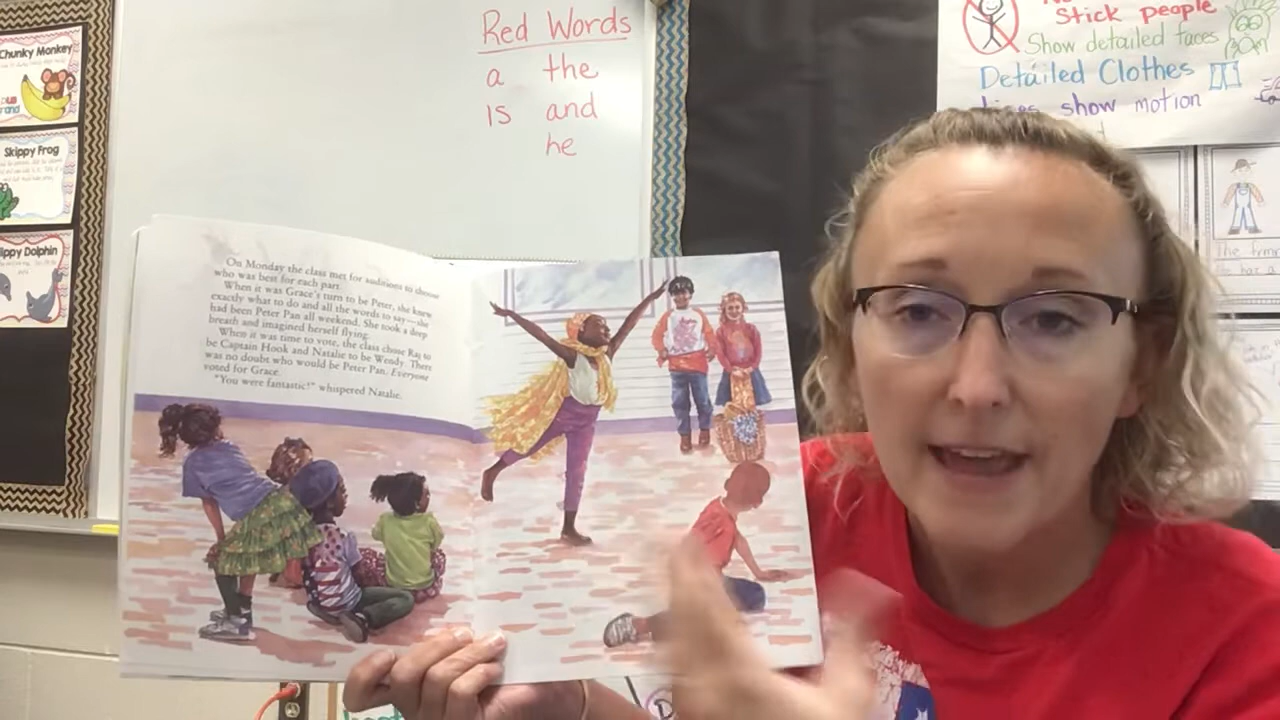 Red Words
a the
is and
he
Stick people
Show detailed faces
Detailed Clothes
show motion
Chunky Monkey
Skippy Frog
ippy Dolphin
On Monday the class met for auditions to choose
who was best for each part.
When it was Grace's turn to be Peter, she knew
exactly what to do and all the words to say—she
had been Peter Pan all weekend. She took a deep
breath and imagined herself flying.
When it was time to vote, the class chose Raj to
be Captain Hook and Natalie to be Wendy. There
was no doubt who would be Peter Pan. Everyone
voted for Grace.
"You were fantastic!" whispered Natalie.